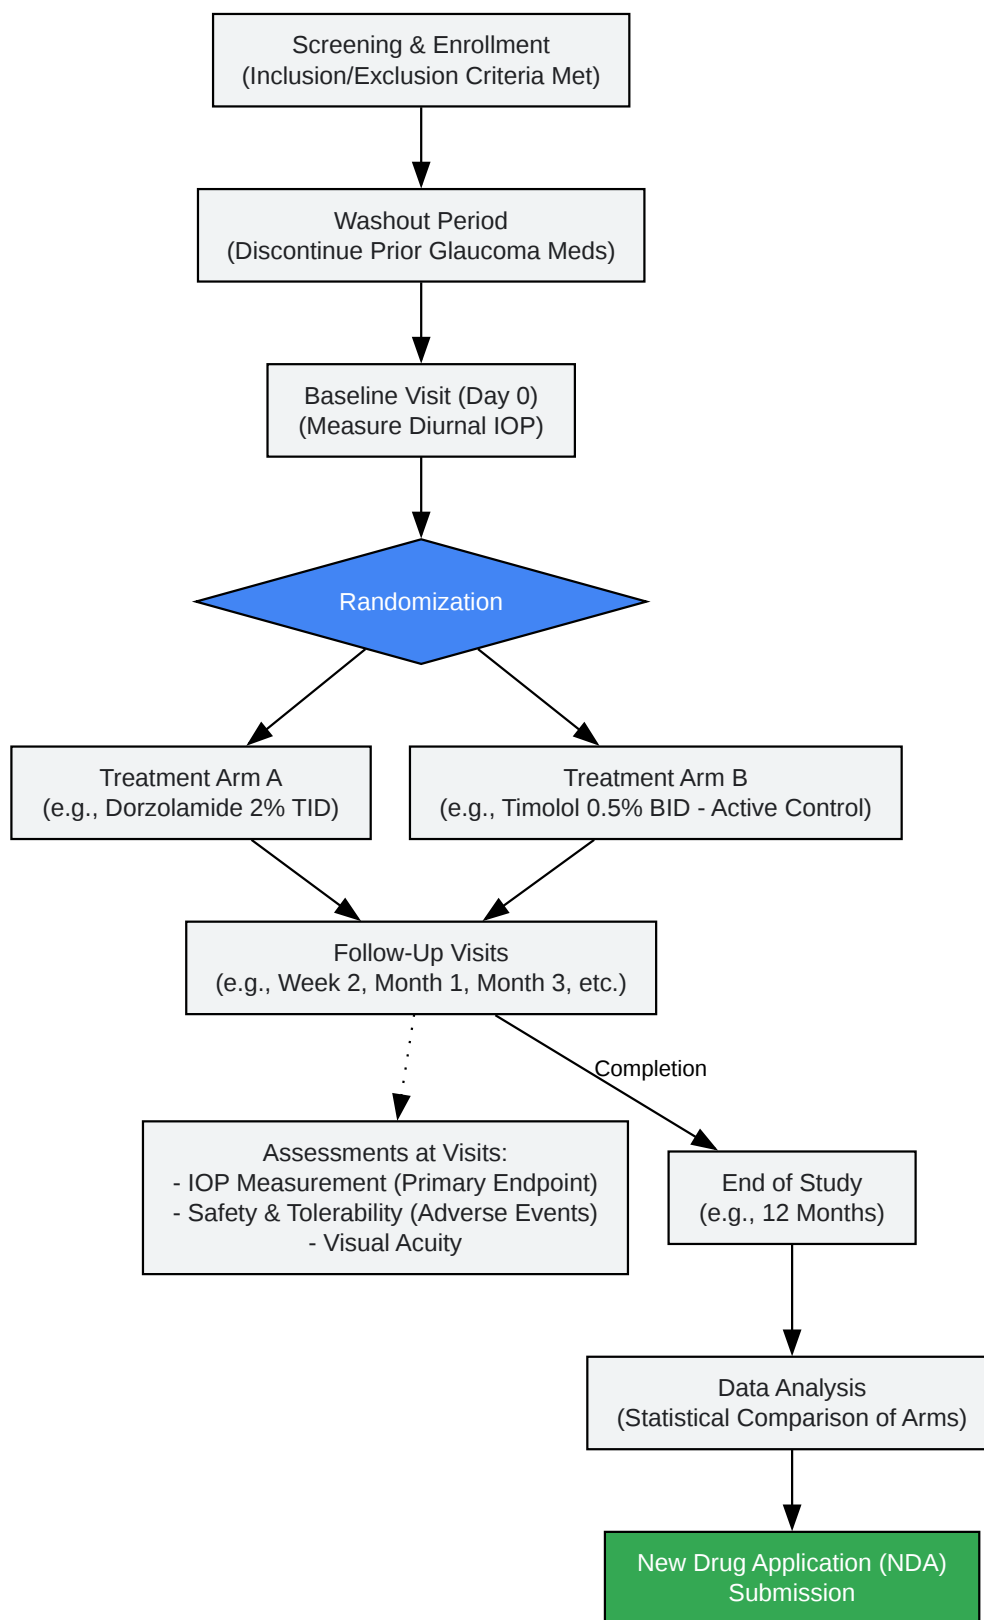 Screening & Enrollment
(Inclusion/Exclusion Criteria Met)
Washout Period
(Discontinue Prior Glaucoma Meds)
Baseline Visit (Day 0)
(Measure Diurnal IOP)
Randomization
Treatment Arm A
(e.g., Dorzolamide 2% TID)
Treatment Arm B
(e.g., Timolol 0.5% BID - Active Control)
Follow-Up Visits
(e.g., Week 2, Month 1, Month 3, etc.)
Completion
Assessments at Visits:
- IOP Measurement (Primary Endpoint)
- Safety & Tolerability (Adverse Events)
- Visual Acuity
End of Study
(e.g., 12 Months)
Data Analysis
(Statistical Comparison of Arms)
New Drug Application (NDA)
Submission